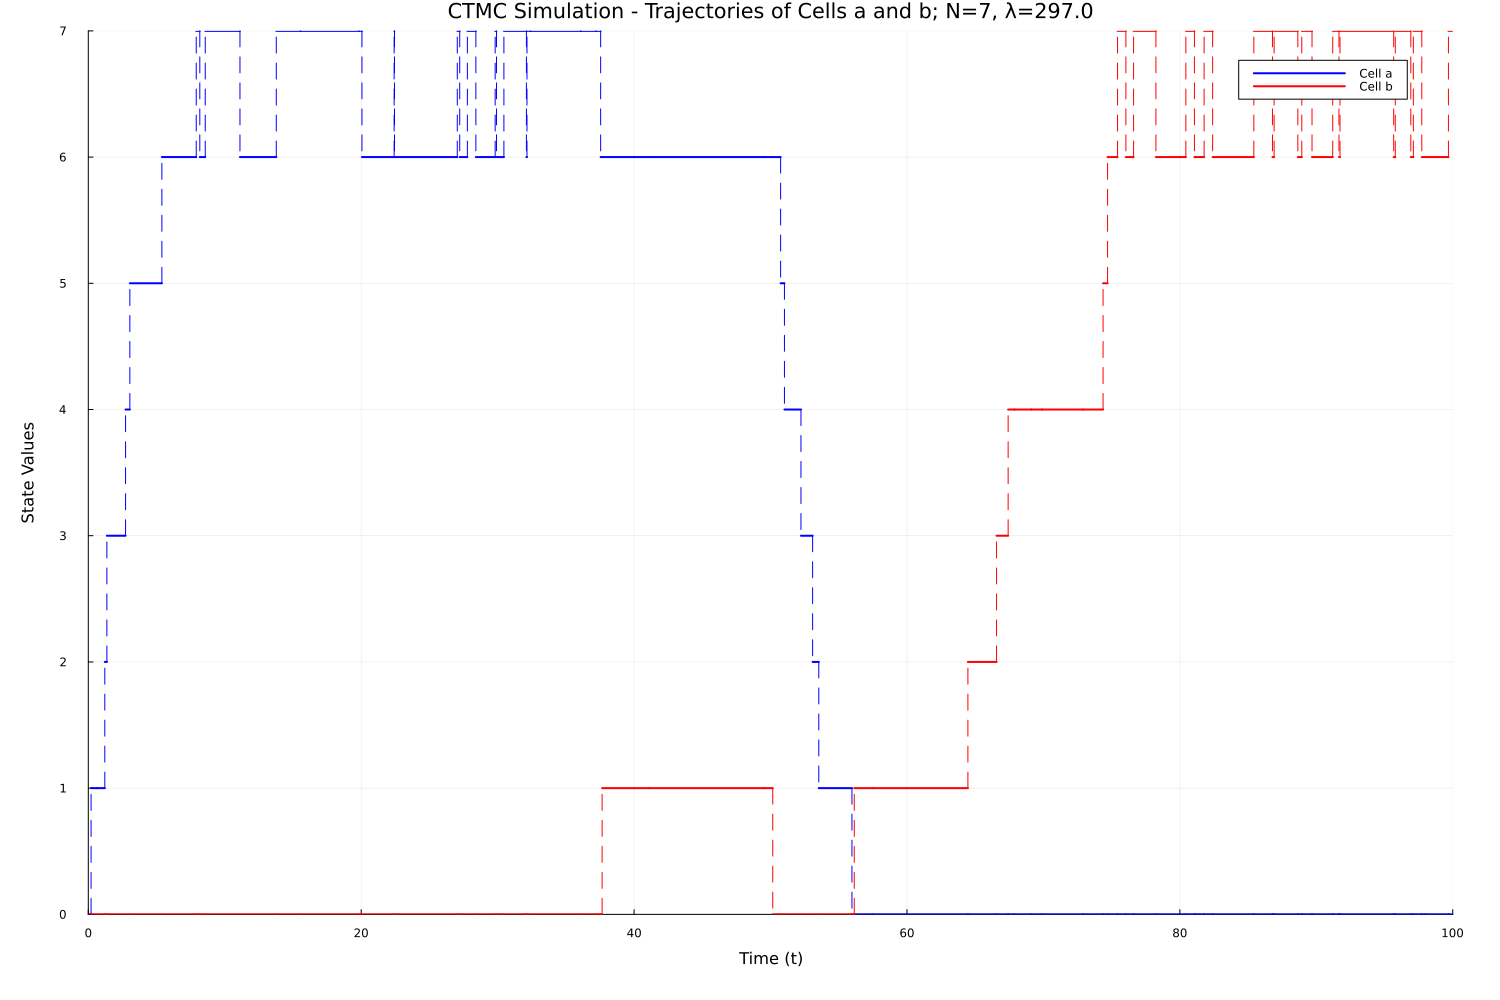 CTMC Simulation - Trajectories of Cells a and b; N=7, λ=297.0
7
Cell a
Cell b
6
5
4
State Values
3
2
1
0
0 20 40 60 80 100
Time (t)